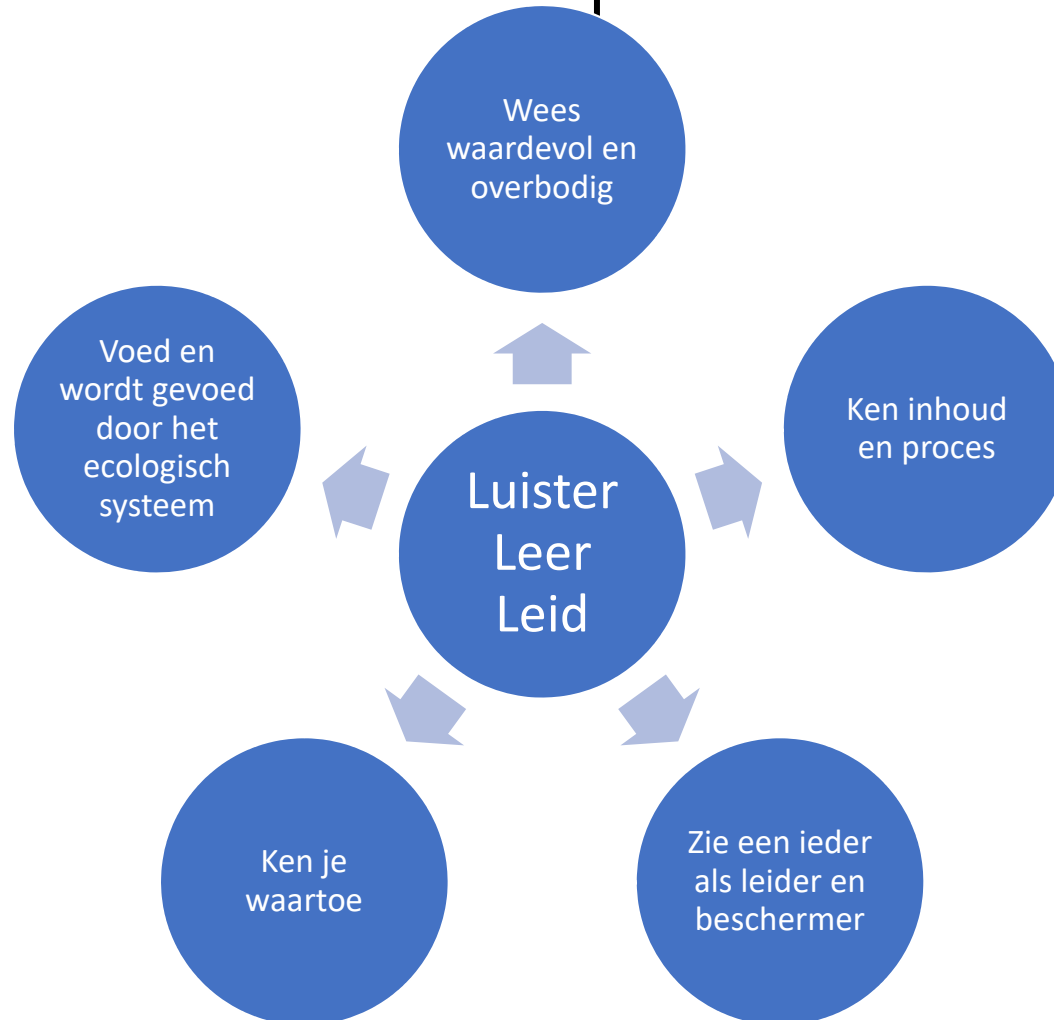 Wees
waardevol en
overbodig
Voed en
wordt gevoed
door het
ecologisch
systeem
Ken inhoud
en proces
Luister
Leer
Leid
Ken je
waartoe
Zie een ieder
als leider en
beschermer